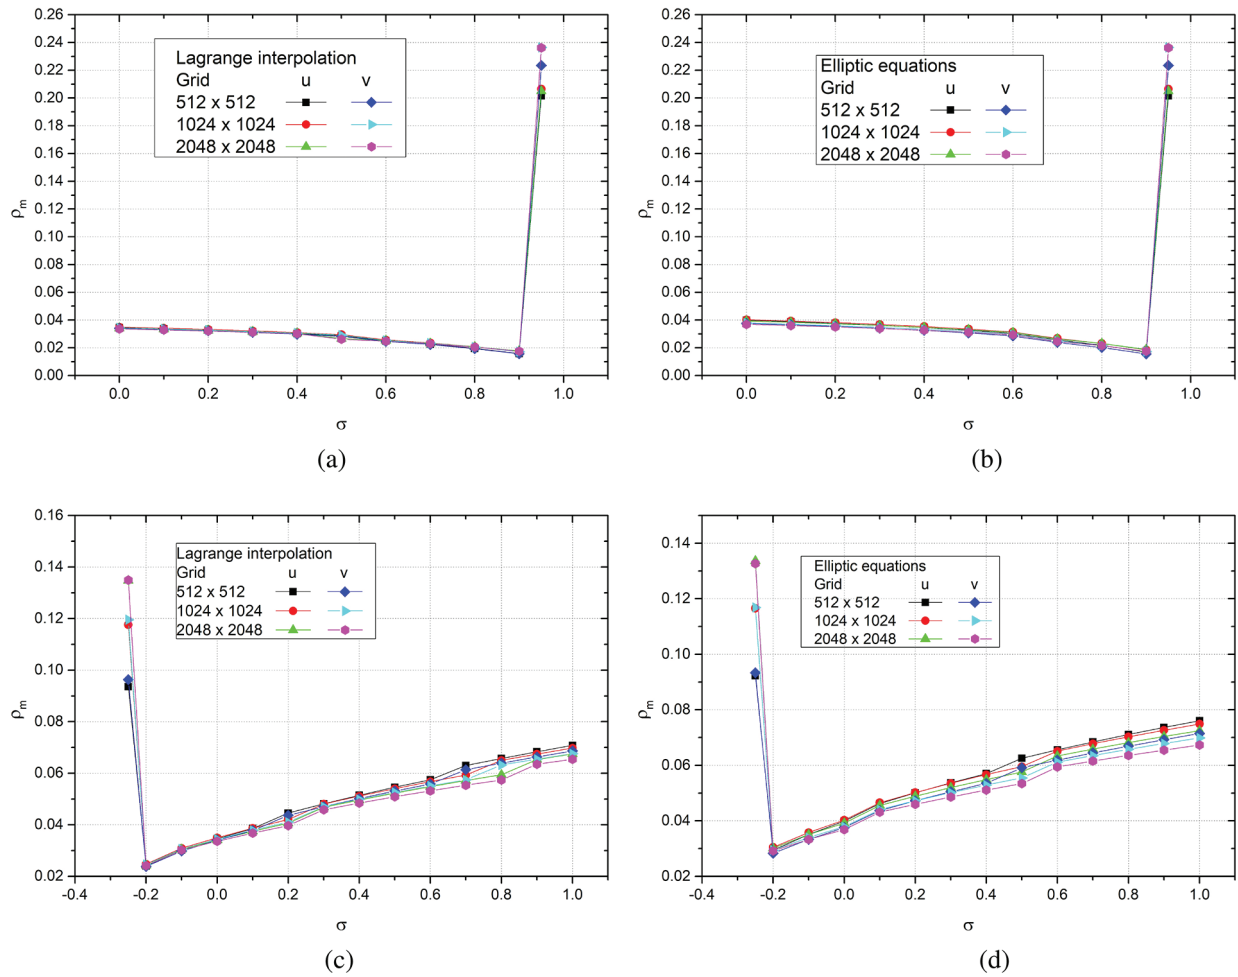 0.26
0.24
0.22
0.20
0.18
0.16
0.14
0.12
0.10
0.08
0.06
0.04
0.02
0.00
ρm
Lagrange interpolation
Grid u v
512 x 512
1024 x 1024
2048 x 2048
0.0 0.2 0.4 0.6 0.8 1.0
σ
(a)
0.26
0.24
0.22
0.20
0.18
0.16
0.14
0.12
0.10
0.08
0.06
0.04
0.02
0.00
ρm
Elliptic equations
Grid u v
512 x 512
1024 x 1024
2048 x 2048
0.0 0.2 0.4 0.6 0.8 1.0
σ
(b)
0.16
0.14
0.12
0.10
0.08
0.06
0.04
0.02
ρm
Lagrange interpolation
Grid u v
512 x 512
1024 x 1024
2048 x 2048
-0.4 -0.2 0.0 0.2 0.4 0.6 0.8 1.0
σ
(c)
0.14
0.12
0.10
0.08
0.06
0.04
0.02
ρm
Elliptic equations
Grid u v
512 x 512
1024 x 1024
2048 x 2048
-0.4 -0.2 0.0 0.2 0.4 0.6 0.8 1.0
σ
(d)